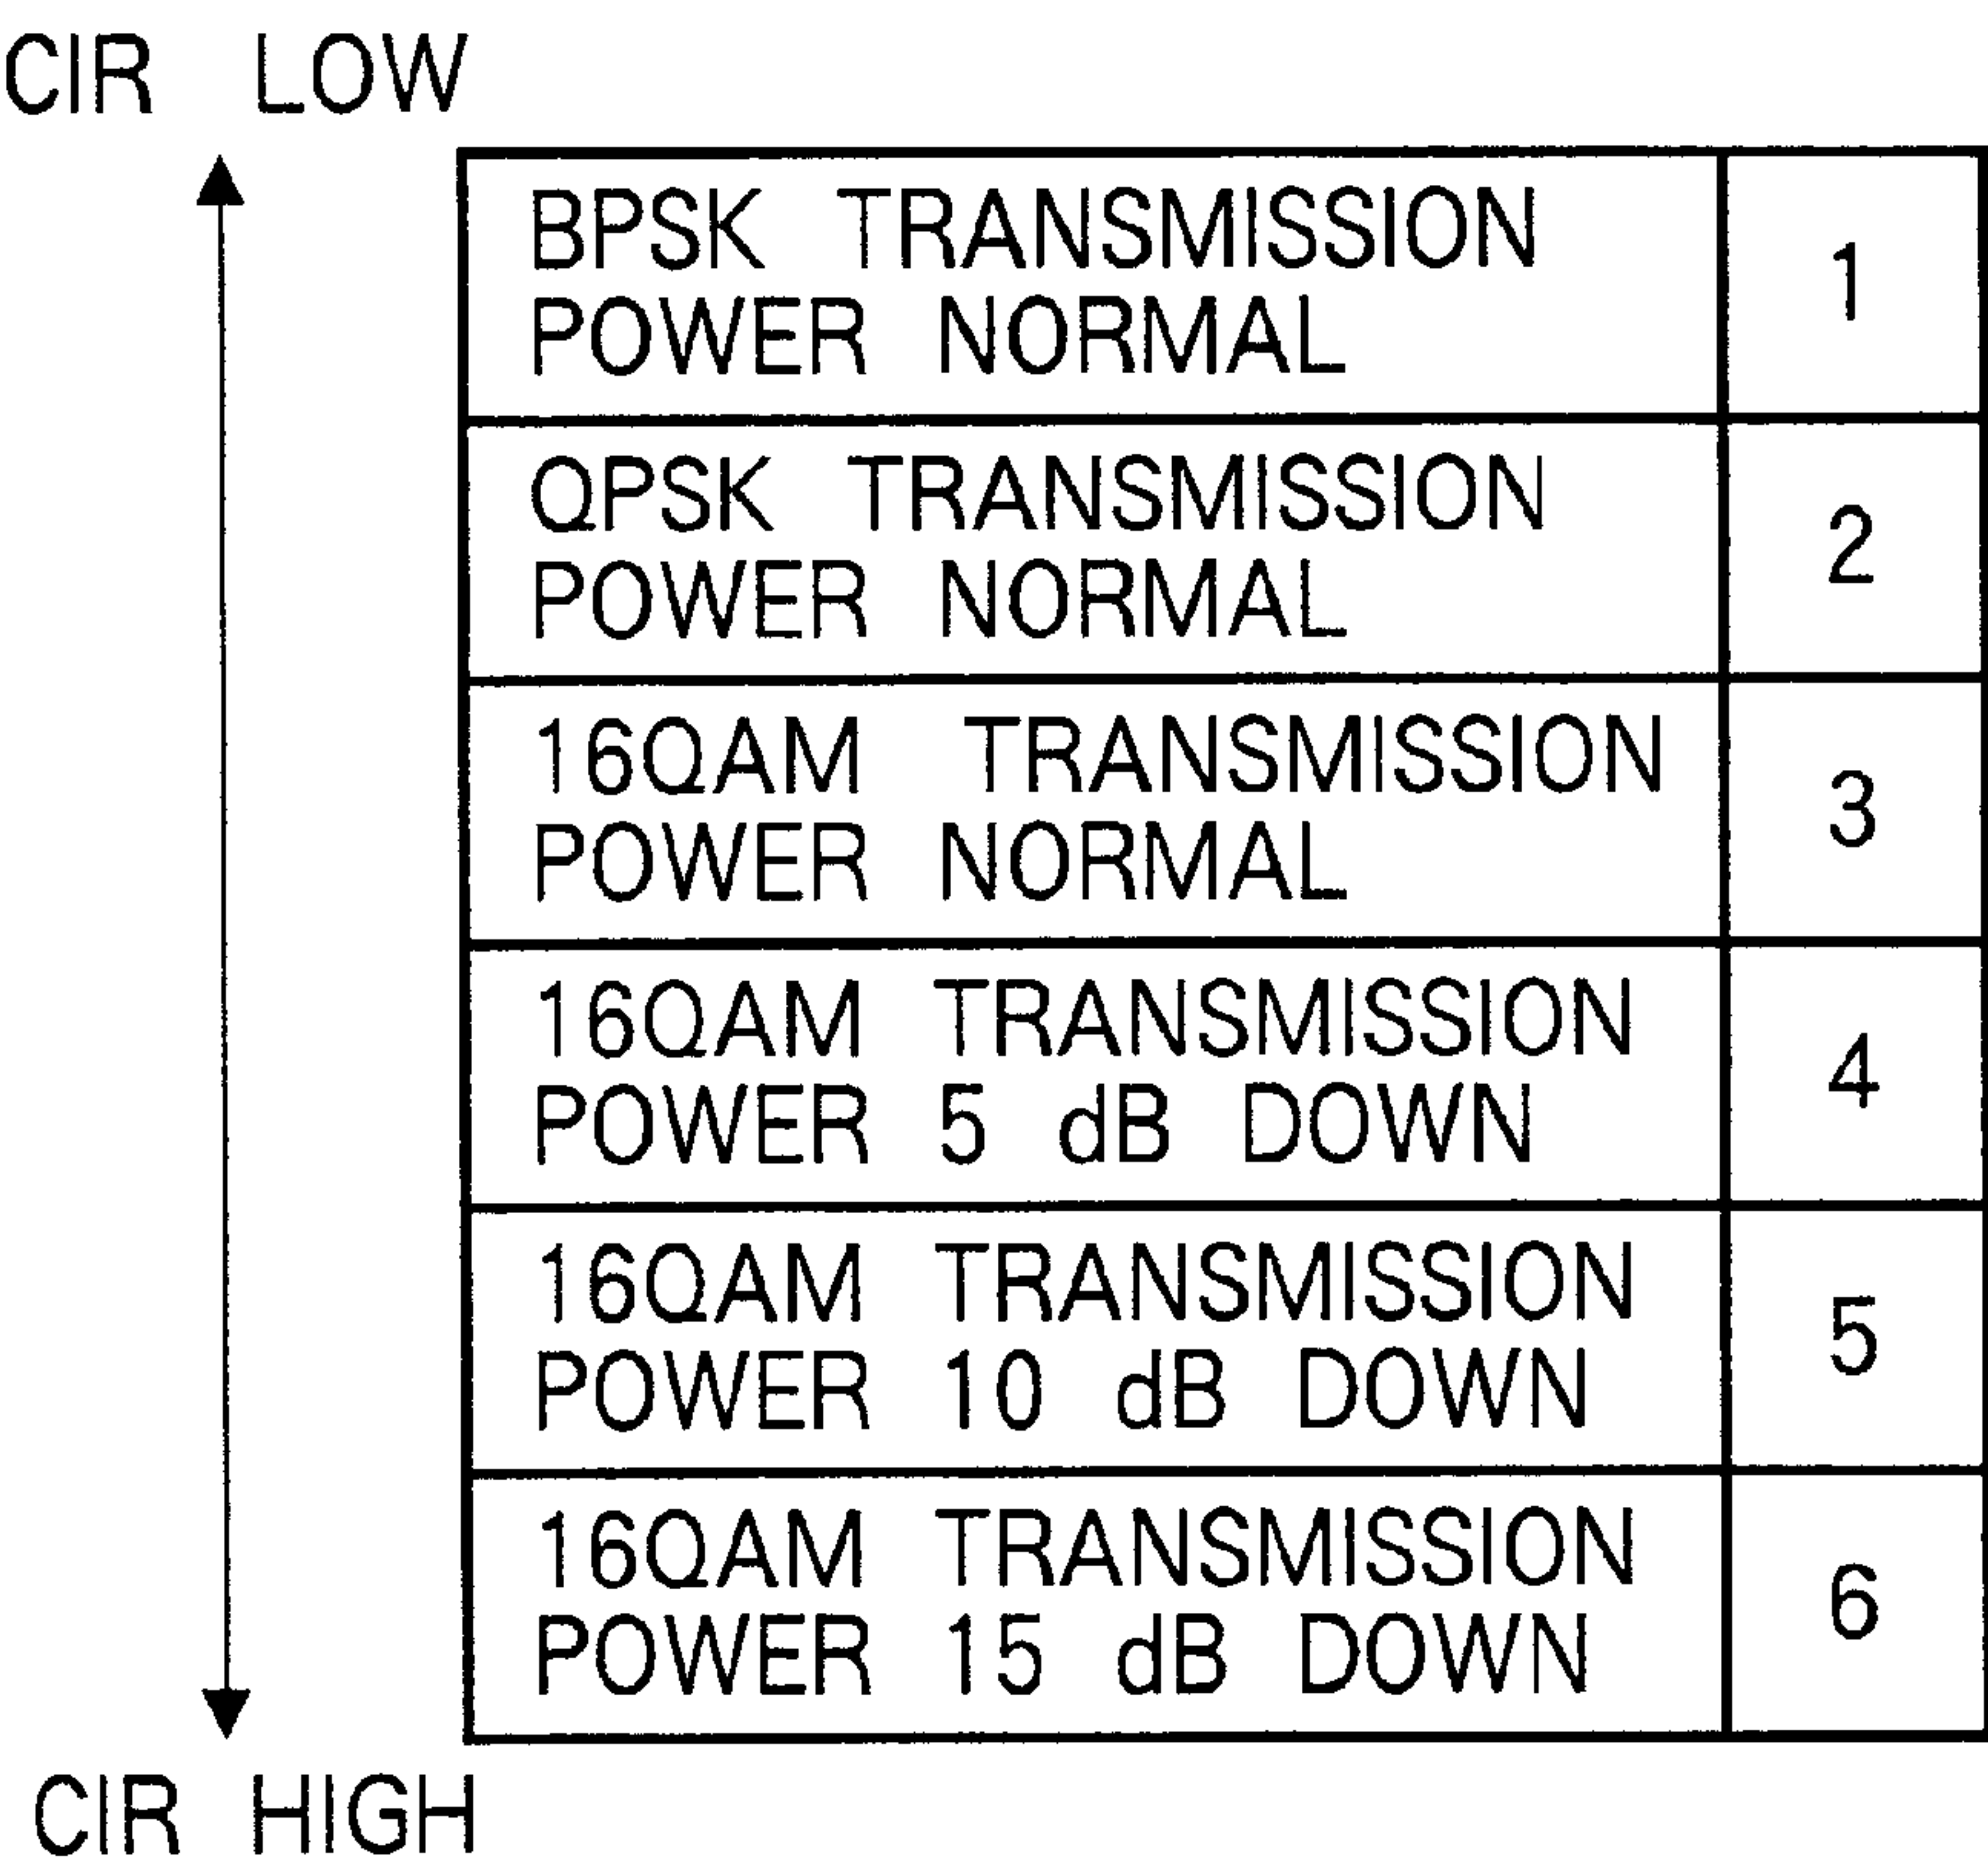 CIR LOW
BPSK TRANSMISSION
POWER NORMAL
1
QPSK TRANSMISSION
POWER NORMAL
2
16QAM TRANSMISSION
POWER NORMAL
3
16QAM TRANSMISSION
POWER 5 dB DOWN
4
16QAM TRANSMISSION
POWER 10 dB DOWN
5
16QAM TRANSMISSION
POWER 15 dB DOWN
6
CIR HIGH